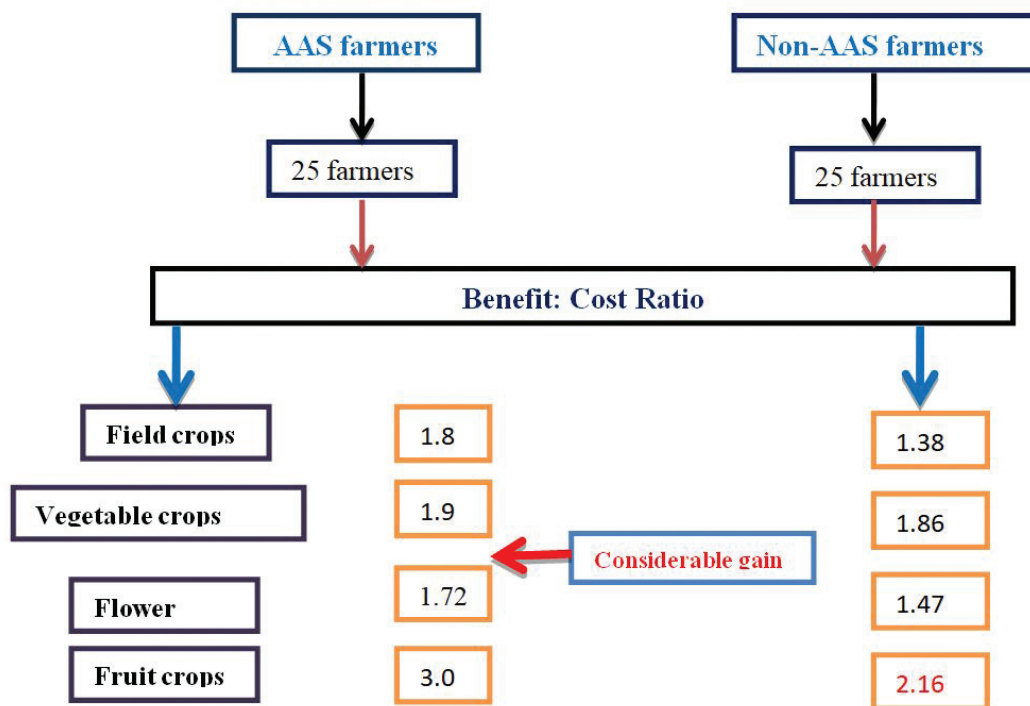 AAS farmers
Non-AAS farmers
25 farmers
25 farmers
Benefit: Cost Ratio
Field crops
1.8
1.38
Vegetable crops
1.9
1.86
Considerable gain
Flower
1.72
1.47
Fruit crops
3.0
2.16